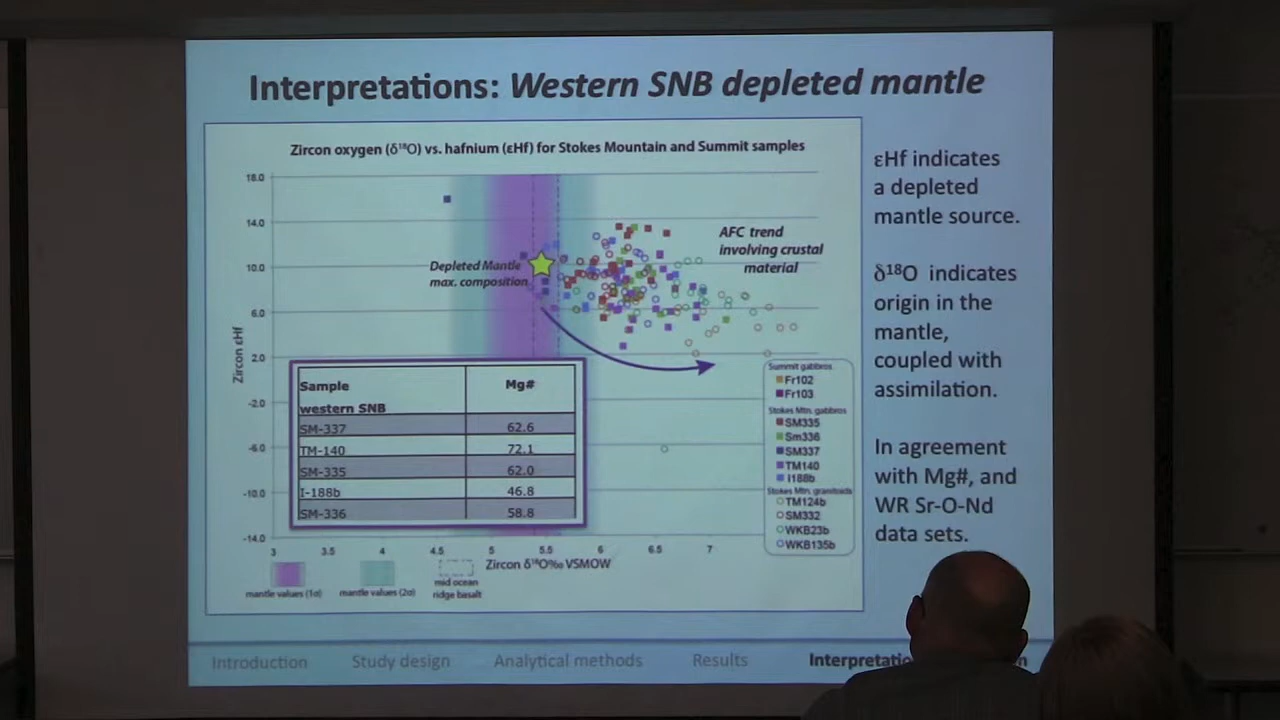 Interpretations: Western SNB depleted mantle
Zircon oxygen (δ¹⁸O) vs. hafnium (εHf) for Stokes Mountain and Summit samples
18.0
14.0
10.0
6.0
2.0
-2.0
-6.0
-10.0
-14.0
Zircon εHf
Depleted Mantle
max. composition
AFC trend
involving crustal
material
Sample
western SNB
Mg#
SM-337 62.6
TM-140 72.1
SM-335 62.0
I-188b 46.8
SM-336 58.8
Summit gabbros
Fr102
Fr103
Stokes Mtn. gabbros
SM335
Sm336
SM337
TM140
I188b
Stokes Mtn. granitoids
TM124b
SM332
WKB23b
WKB135b
3 3.5 4 4.5 5 5.5 6 6.5 7
Zircon δ¹⁸O‰ VSMOW
mantle values (1σ)
mantle values (2σ)
mid ocean
ridge basalt
εHf indicates
a depleted
mantle source.
δ¹⁸O indicates
origin in the
mantle,
coupled with
assimilation.
In agreement
with Mg#, and
WR Sr-O-Nd
data sets.
Introduction Study design Analytical methods Results